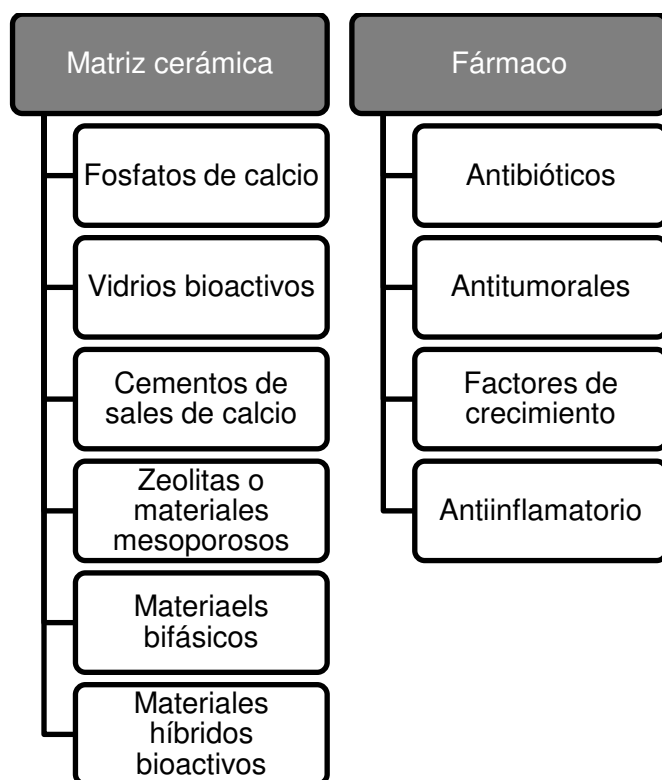 Matriz cerámica
Fosfatos de calcio
Vidrios bioactivos
Cementos de
sales de calcio
Zeolitas o
materiales
mesoporosos
Materiaels
bifásicos
Materiales
híbridos
bioactivos
Fármaco
Antibióticos
Antitumorales
Factores de
crecimiento
Antiinflamatorio